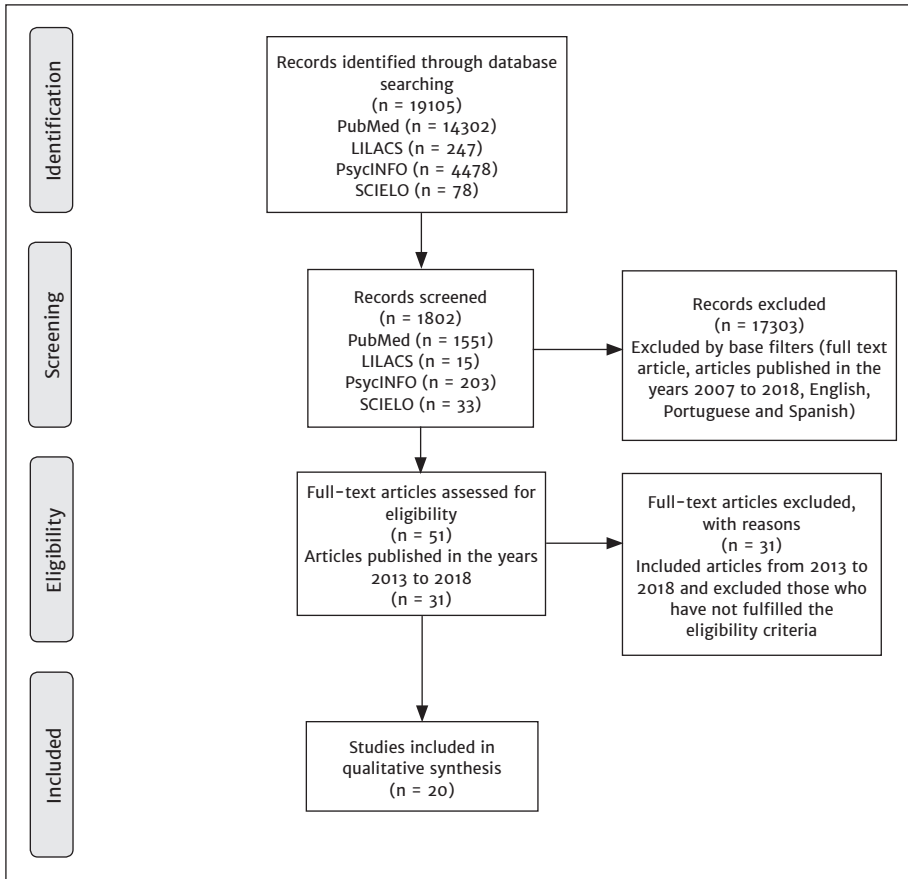 Identification
Records identified through database
searching
(n = 19105)
PubMed (n = 14302)
LILACS (n = 247)
PsycINFO (n = 4478)
SCIELO (n = 78)
Screening
Records screened
(n = 1802)
PubMed (n = 1551)
LILACS (n = 15)
PsycINFO (n = 203)
SCIELO (n = 33)
Records excluded
(n = 17303)
Excluded by base filters (full text
article, articles published in the
years 2007 to 2018, English,
Portuguese and Spanish)
Eligibility
Full-text articles assessed for
eligibility
(n = 51)
Articles published in the years
2013 to 2018
(n = 31)
Full-text articles excluded,
with reasons
(n = 31)
Included articles from 2013 to
2018 and excluded those who
have not fulfilled the
eligibility criteria
Included
Studies included in
qualitative synthesis
(n = 20)